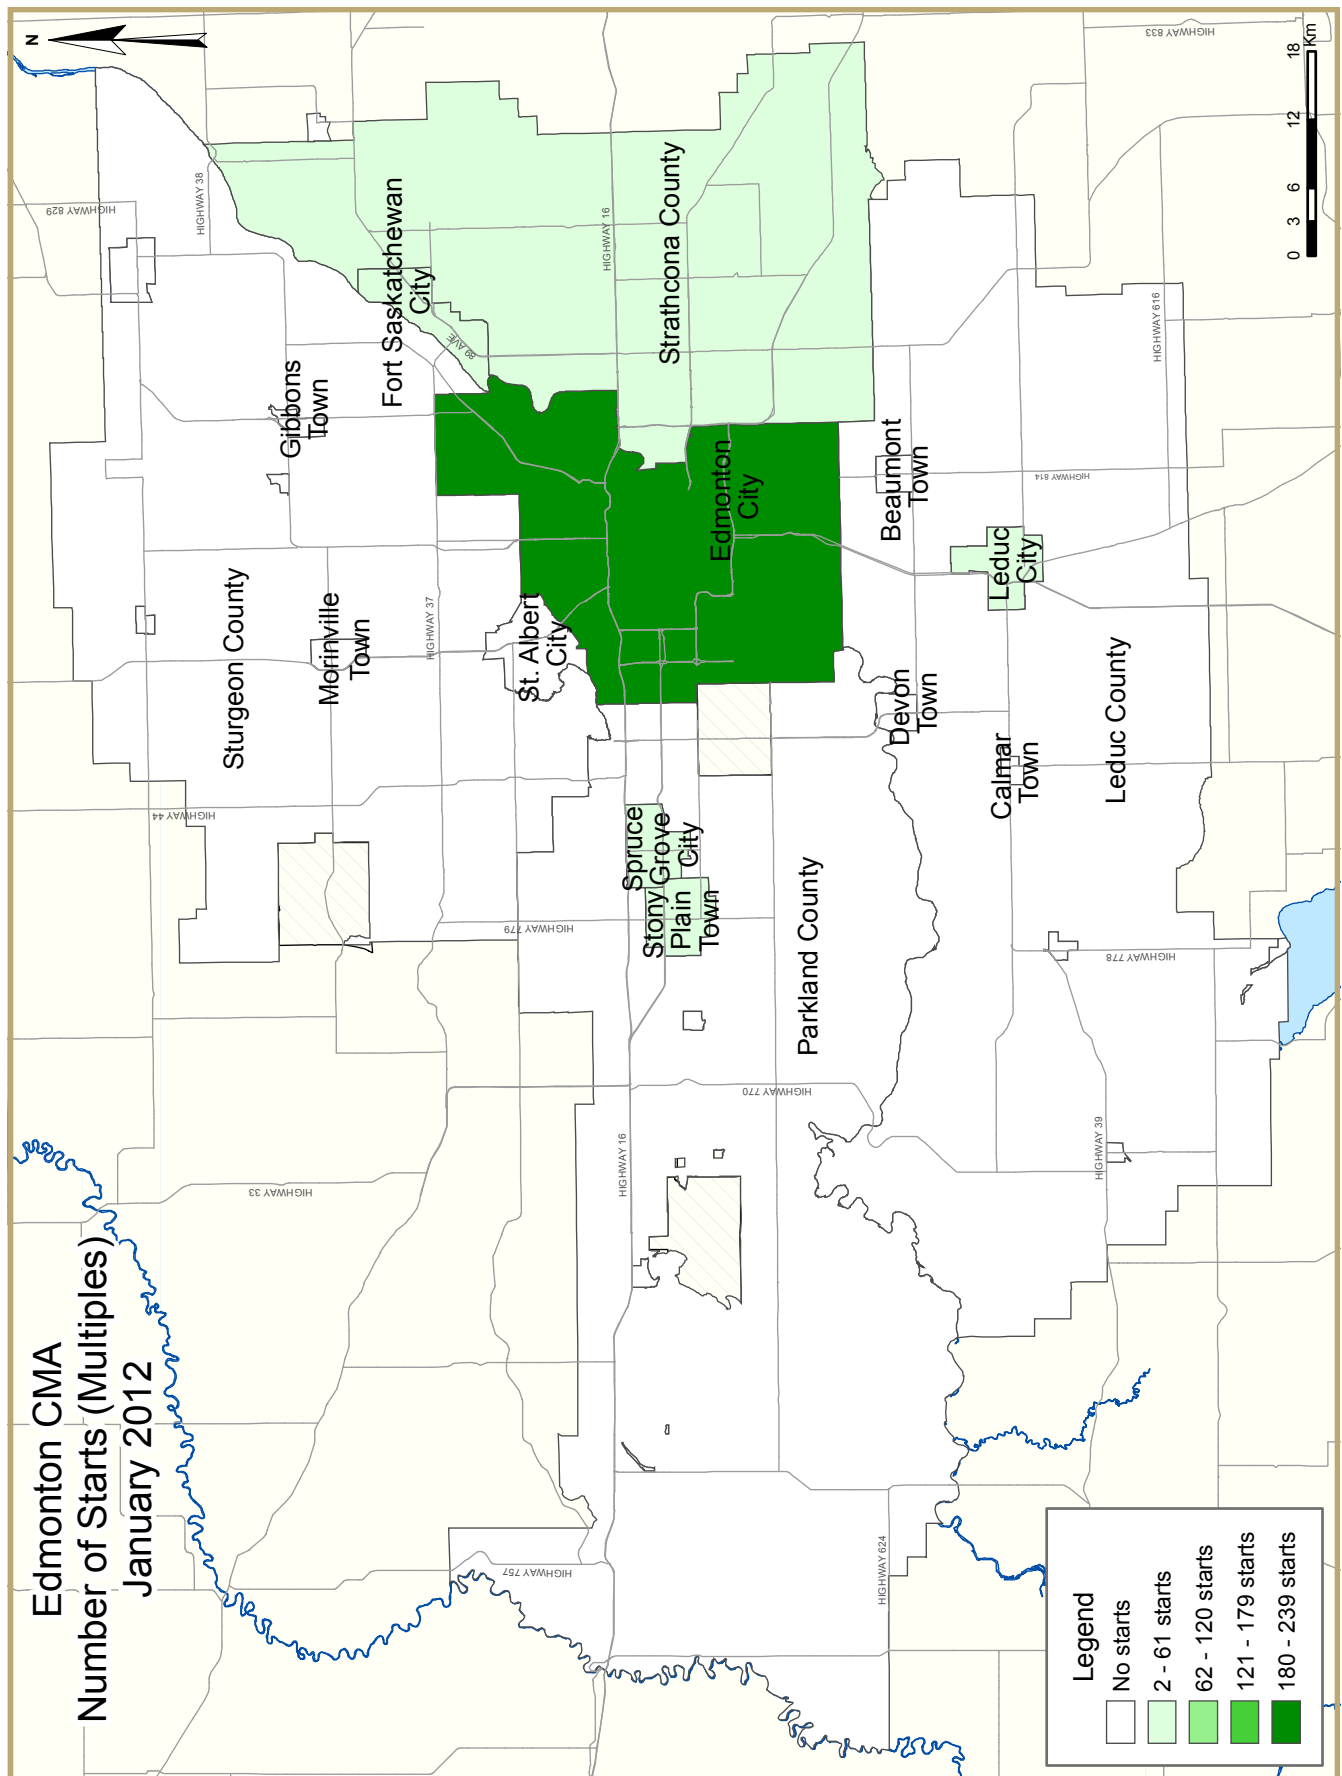 Edmonton CMA
Number of Starts (Multiples)
January 2012
N
HIGHWAY 757
HIGHWAY 33
HIGHWAY 44
HIGHWAY 829
HIGHWAY 38
HIGHWAY 833
Sturgeon County
Gibbons
Town
Morinville
Town
Fort Saskatchewan
City
HIGHWAY 37
89 AVE
HIGHWAY 779
St. Albert
City
HIGHWAY 16
HIGHWAY 16
Spruce
Grove
City
Stony
Plain
Town
Strathcona County
Edmonton
City
HIGHWAY 770
Parkland County
HIGHWAY 624
Beaumont
Town
Devon
Town
Leduc
City
Calmar
Town
HIGHWAY 814
HIGHWAY 39
HIGHWAY 778
Leduc County
HIGHWAY 616
Legend
No starts
2 - 61 starts
62 - 120 starts
121 - 179 starts
180 - 239 starts
0 3 6 12 18
Km